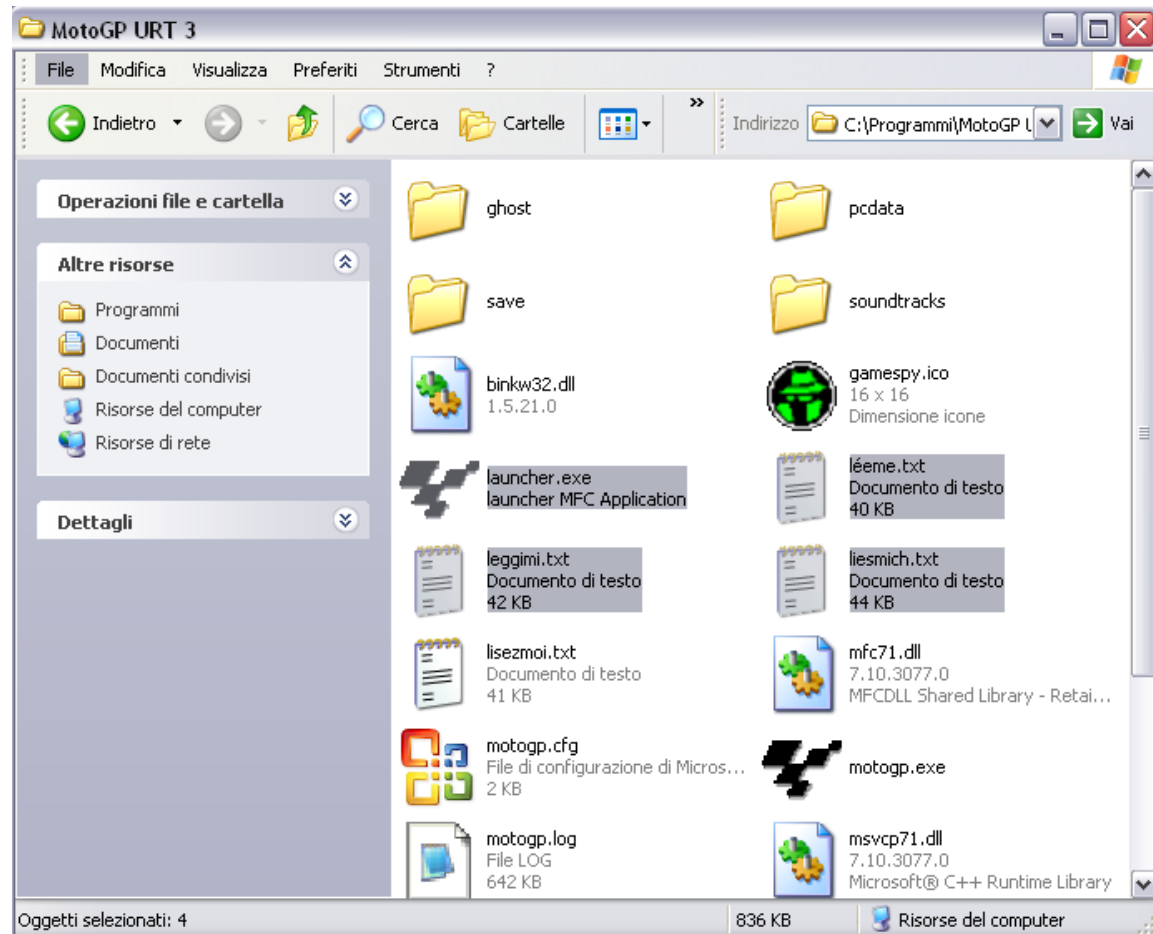 MotoGP URT 3
File Modifica Visualizza Preferiti Strumenti ?
Indietro Cerca Cartelle » Indirizzo C:\Programmi\MotoGP U Vai
Operazioni file e cartella
Altre risorse
Programmi
Documenti
Documenti condivisi
Risorse del computer
Risorse di rete
Dettagli
ghost
pcdata
save
soundtracks
binkw32.dll
1.5.21.0
gamespy.ico
16 x 16
Dimensione icone
launcher.exe
launcher MFC Application
léeme.txt
Documento di testo
40 KB
leggimi.txt
Documento di testo
42 KB
liesmich.txt
Documento di testo
44 KB
lisezmoi.txt
Documento di testo
41 KB
mfc71.dll
7.10.3077.0
MFCDLL Shared Library - Retai...
motogp.cfg
File di configurazione di Micros...
2 KB
motogp.exe
motogp.log
File LOG
642 KB
msvcp71.dll
7.10.3077.0
Microsoft® C++ Runtime Library
Oggetti selezionati: 4 836 KB Risorse del computer